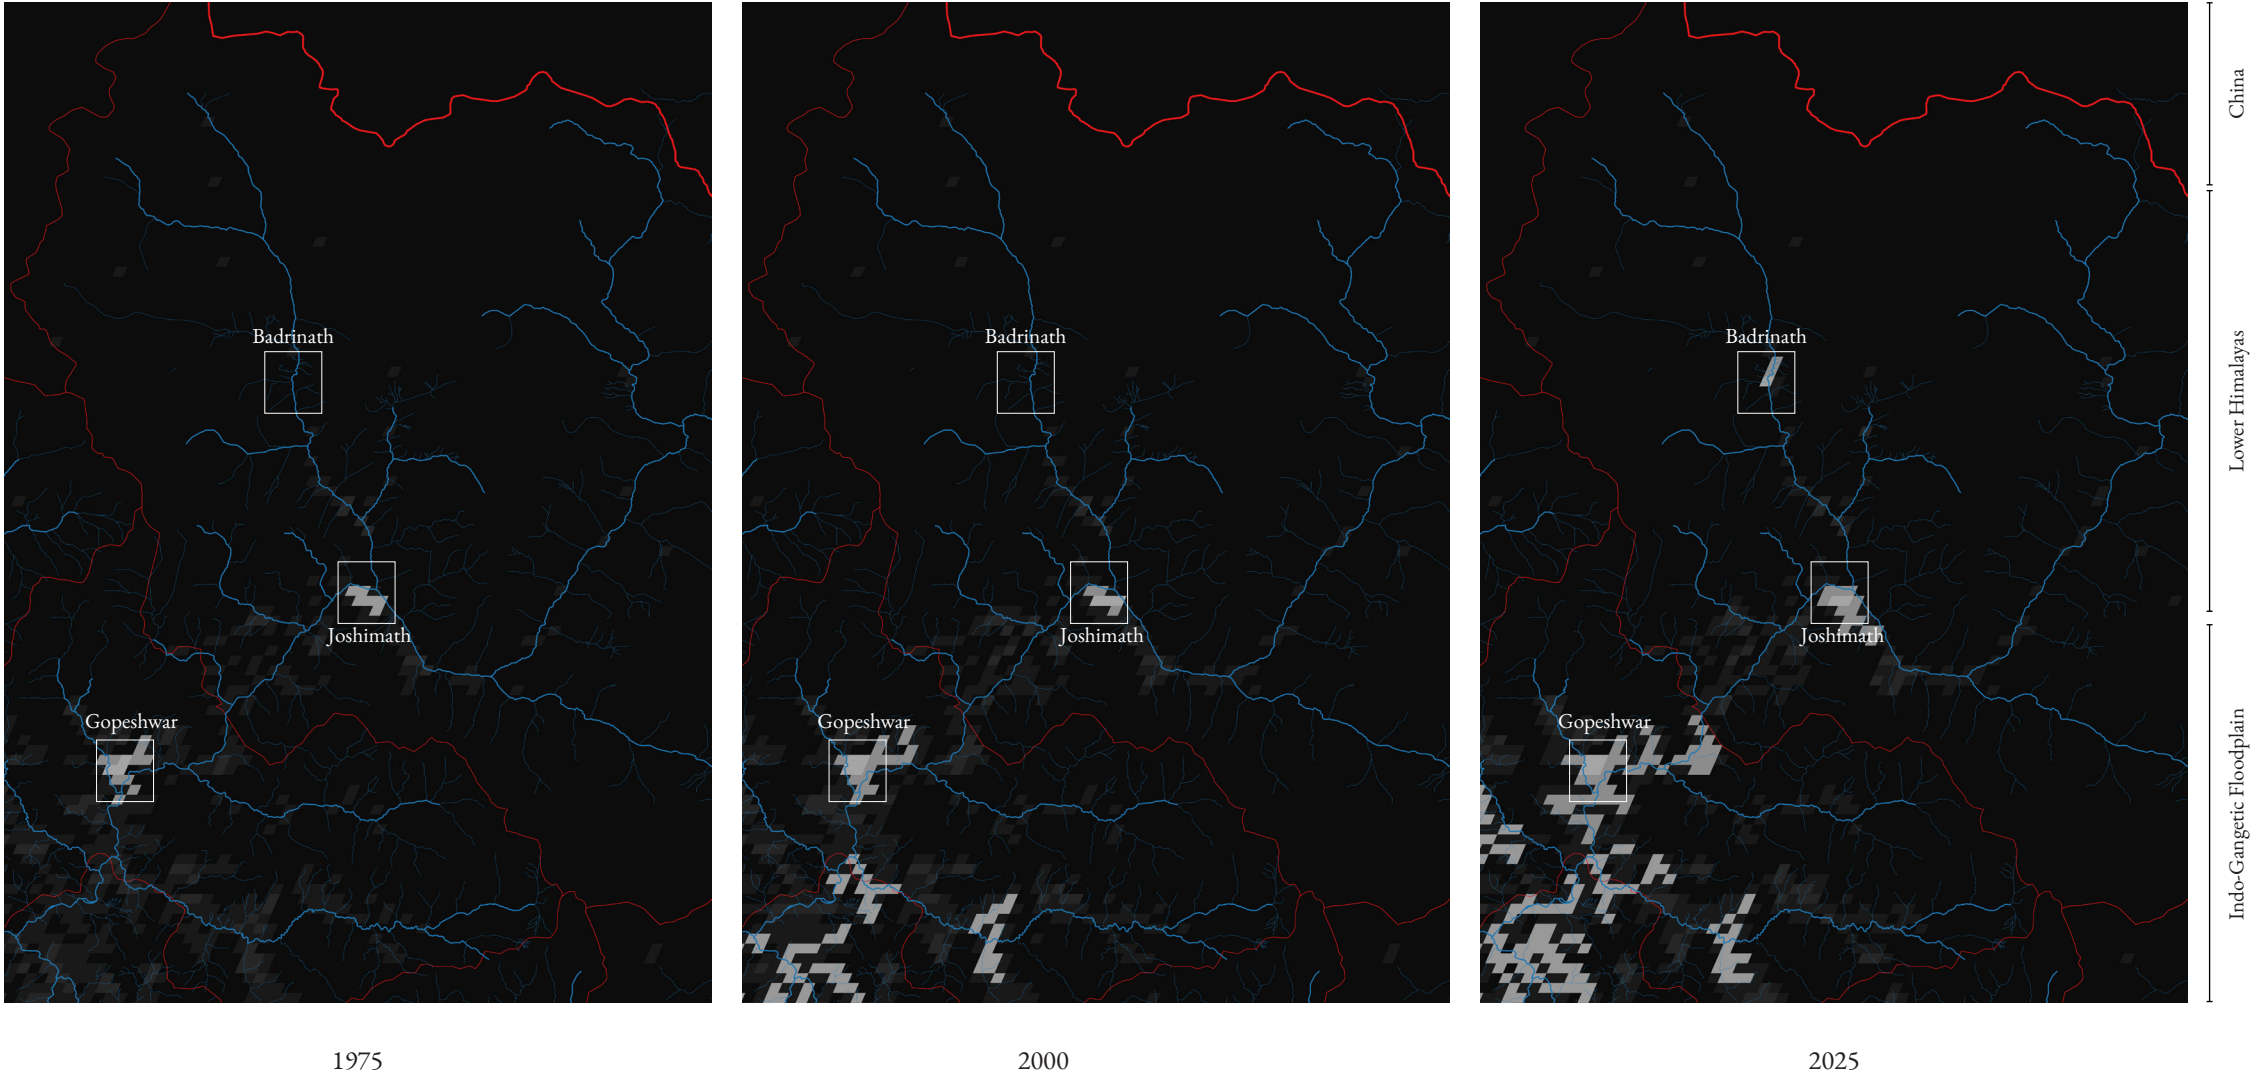 Badrinath
Joshimath
Gopeshwar
1975
Badrinath
Joshimath
Gopeshwar
2000
Badrinath
Joshimath
Gopeshwar
2025
China
Lower Himalayas
Indo-Gangetic Floodplain